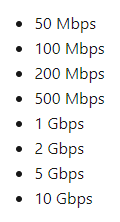 • 50 Mbps
• 100 Mbps
• 200 Mbps
• 500 Mbps
• 1 Gbps
• 2 Gbps
• 5 Gbps
• 10 Gbps